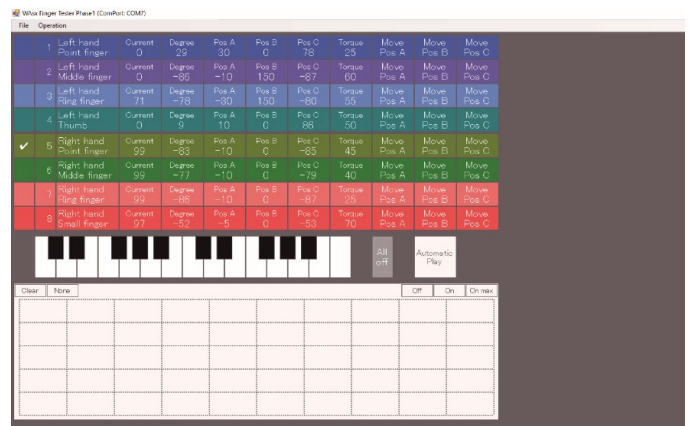 WAxx Finger Tester Phase1 (ComPort: COM7)
File Operation
1 Left hand Point finger Current 0 Degree 29 Pos A 30 Pos B 0 Pos C 78 Torque 25 Move Pos A Move Pos B Move Pos C
2 Left hand Middle finger Current 0 Degree -86 Pos A -10 Pos B 150 Pos C -87 Torque 60 Move Pos A Move Pos B Move Pos C
3 Left hand Ring finger Current 71 Degree -78 Pos A -30 Pos B 150 Pos C -80 Torque 55 Move Pos A Move Pos B Move Pos C
4 Left hand Thumb Current 0 Degree 9 Pos A 10 Pos B 0 Pos C 86 Torque 50 Move Pos A Move Pos B Move Pos C
5 Right hand Point finger Current 99 Degree -83 Pos A -10 Pos B 0 Pos C -85 Torque 45 Move Pos A Move Pos B Move Pos C
6 Right hand Middle finger Current 99 Degree -77 Pos A -10 Pos B 0 Pos C -79 Torque 40 Move Pos A Move Pos B Move Pos C
7 Right hand Ring finger Current 99 Degree -86 Pos A -10 Pos B 0 Pos C -87 Torque 25 Move Pos A Move Pos B Move Pos C
8 Right hand Small finger Current 97 Degree -52 Pos A -5 Pos B 0 Pos C -53 Torque 70 Move Pos A Move Pos B Move Pos C
All off
Automatic Play
Clear None Off On On max